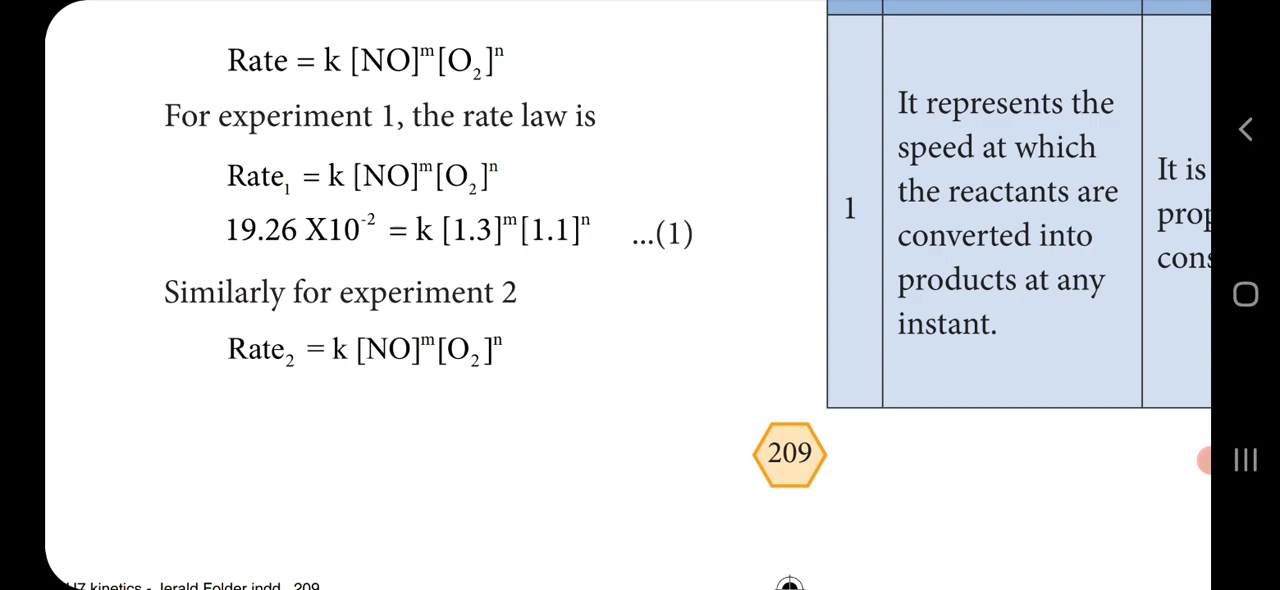 Rate = k [NO]ᵐ[O₂]ⁿ
For experiment 1, the rate law is
Rate₁ = k [NO]ᵐ[O₂]ⁿ
19.26 X10⁻² = k [1.3]ᵐ[1.1]ⁿ ...(1)
Similarly for experiment 2
Rate₂ = k [NO]ᵐ[O₂]ⁿ
1
It represents the
speed at which
the reactants are
converted into
products at any
instant.
It is
209
kinetics - Jerald Folder.indd 209